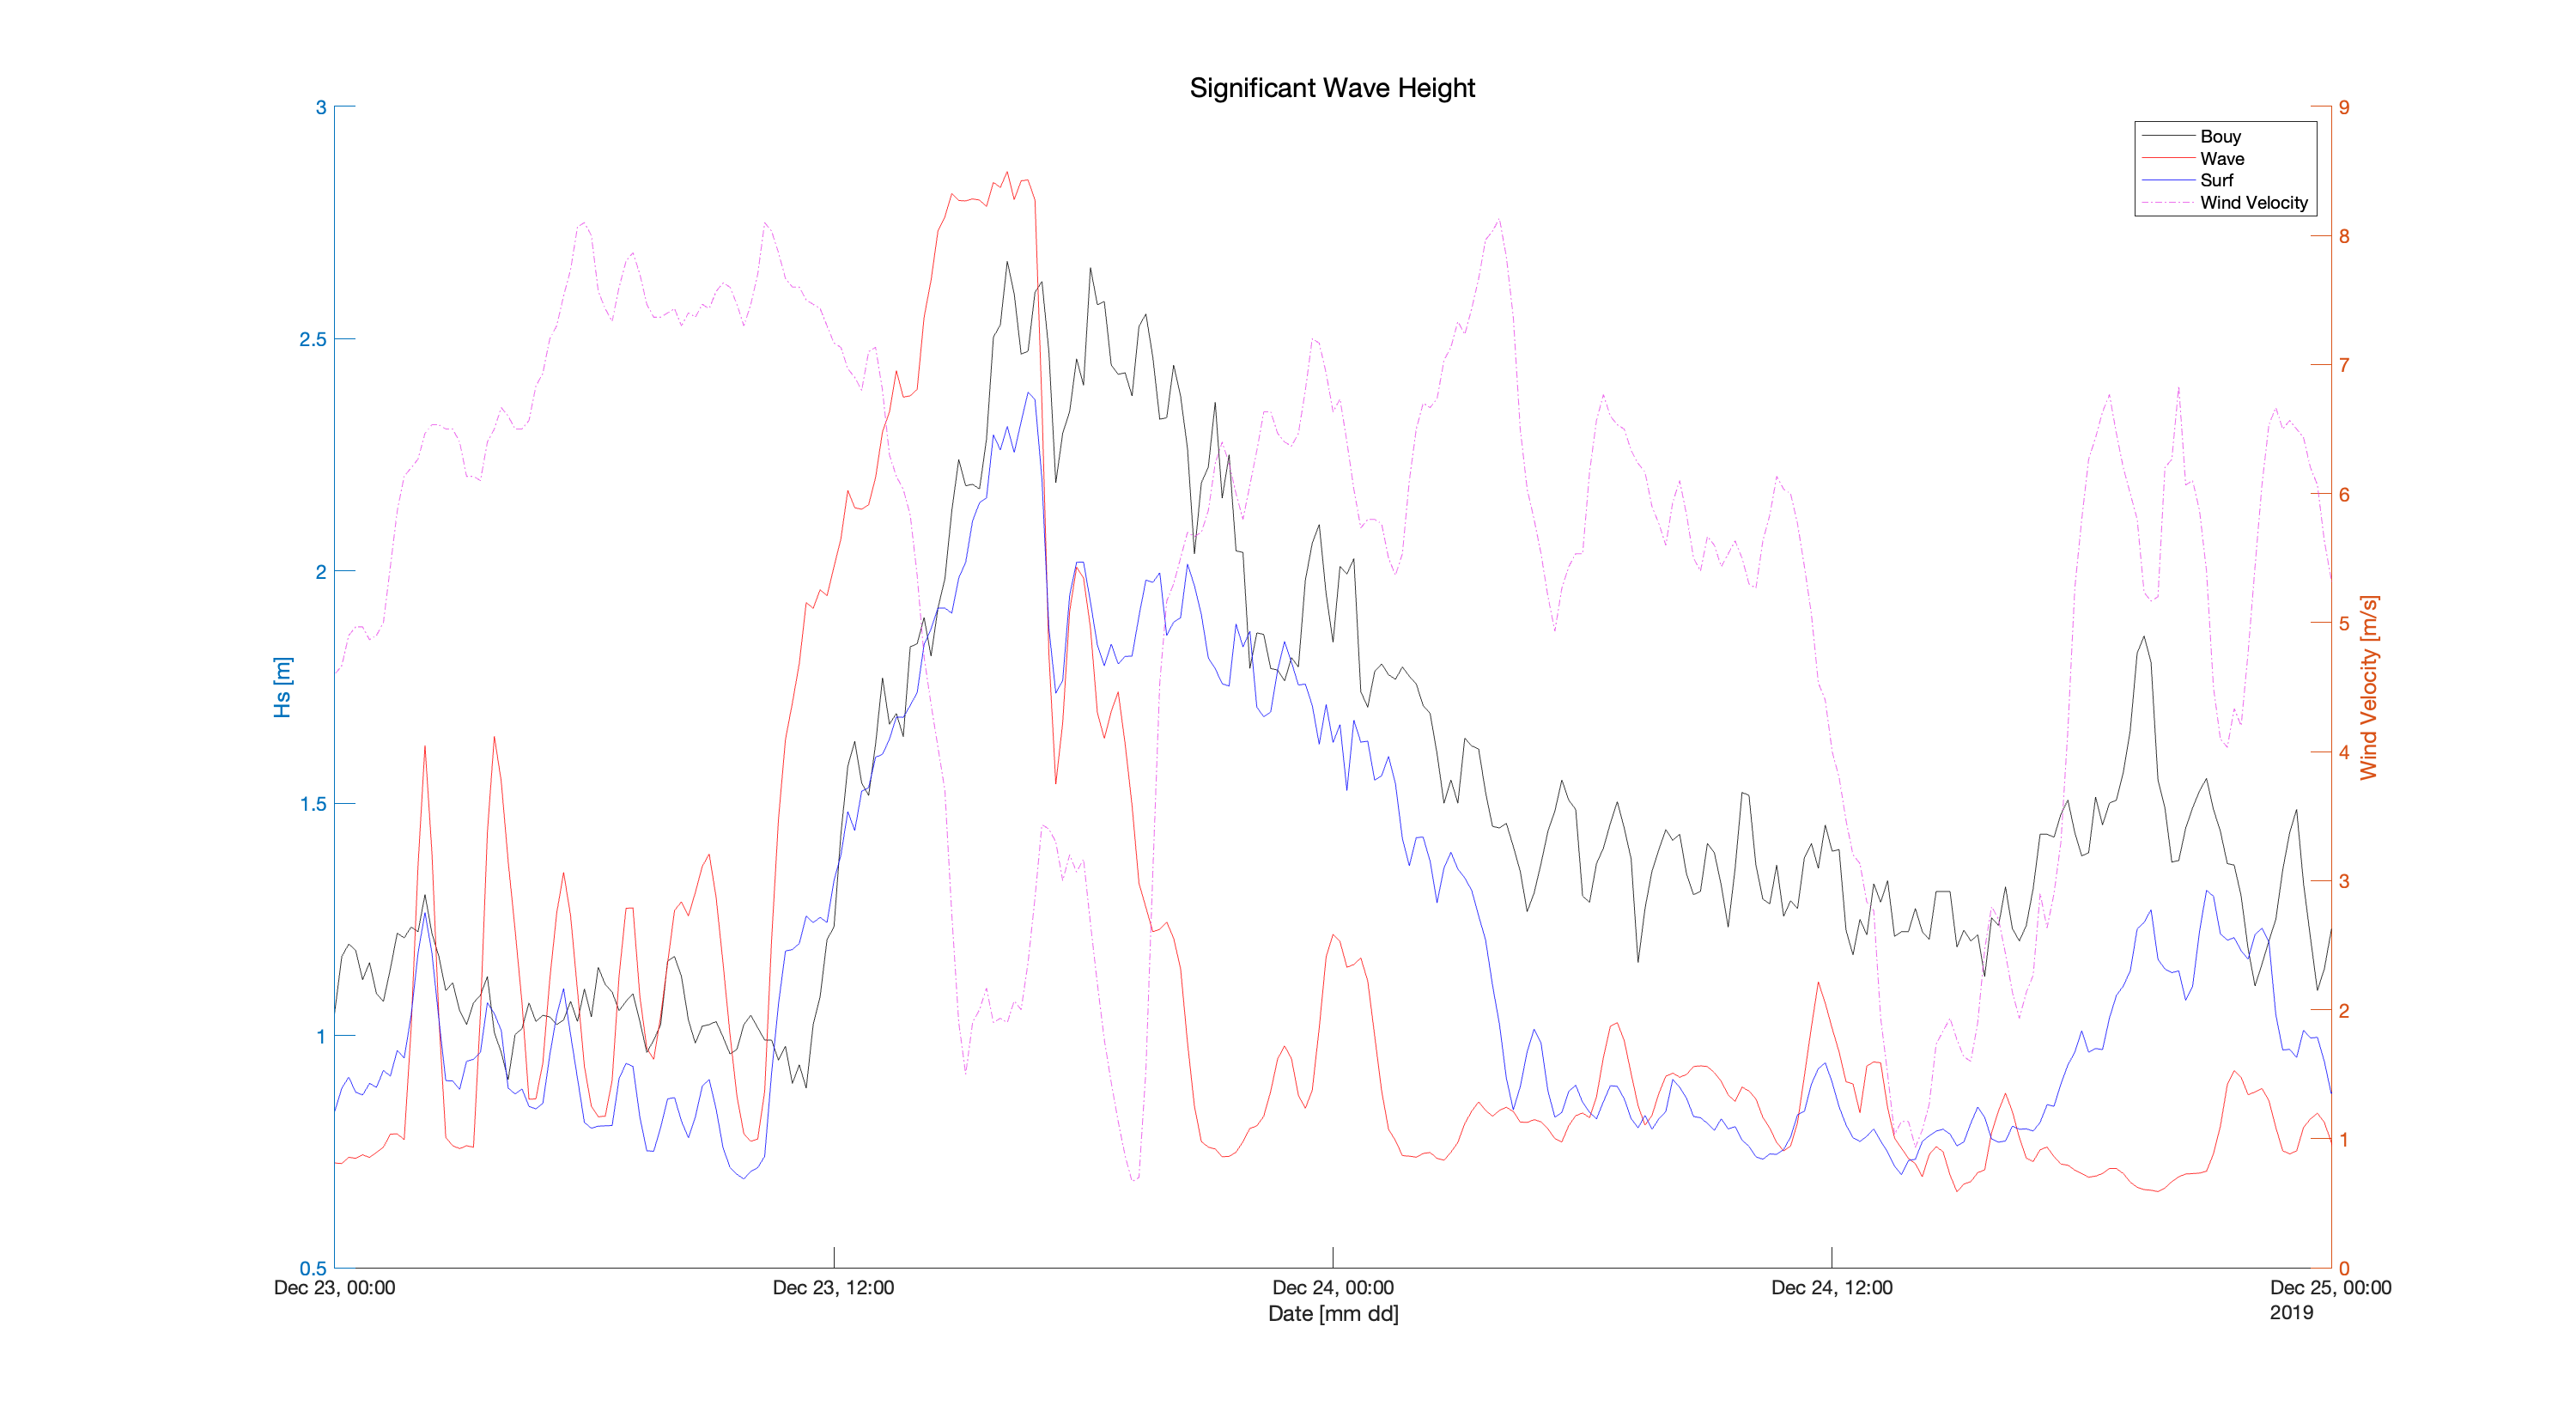 Significant Wave Height
3
2.5
2
1.5
1
0.5
Hs [m]
9
8
7
6
5
4
3
2
1
0
Wind Velocity [m/s]
Bouy
Wave
Surf
Wind Velocity
Dec 23, 00:00
Dec 23, 12:00
Dec 24, 00:00
Dec 24, 12:00
Dec 25, 00:00
2019
Date [mm dd]